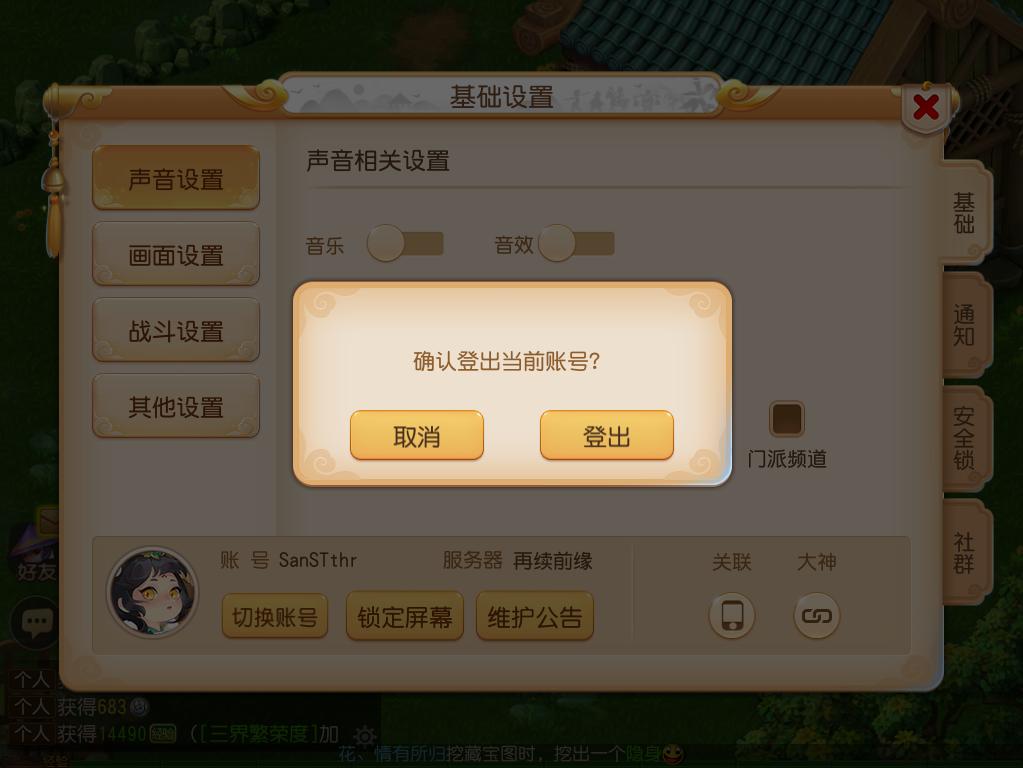 基础设置
声音设置
画面设置
战斗设置
其他设置
声音相关设置
音乐
音效
确认登出当前账号?
取消
登出
门派频道
基础
通知
安全锁
社群
账 号 SanSTthr
服务器 再续前缘
切换账号
锁定屏幕
维护公告
关联
大神
好友
个人
个人 获得683
个人 获得14490 （[三界繁荣度]加
花、情有所归挖藏宝图时，挖出一个隐身